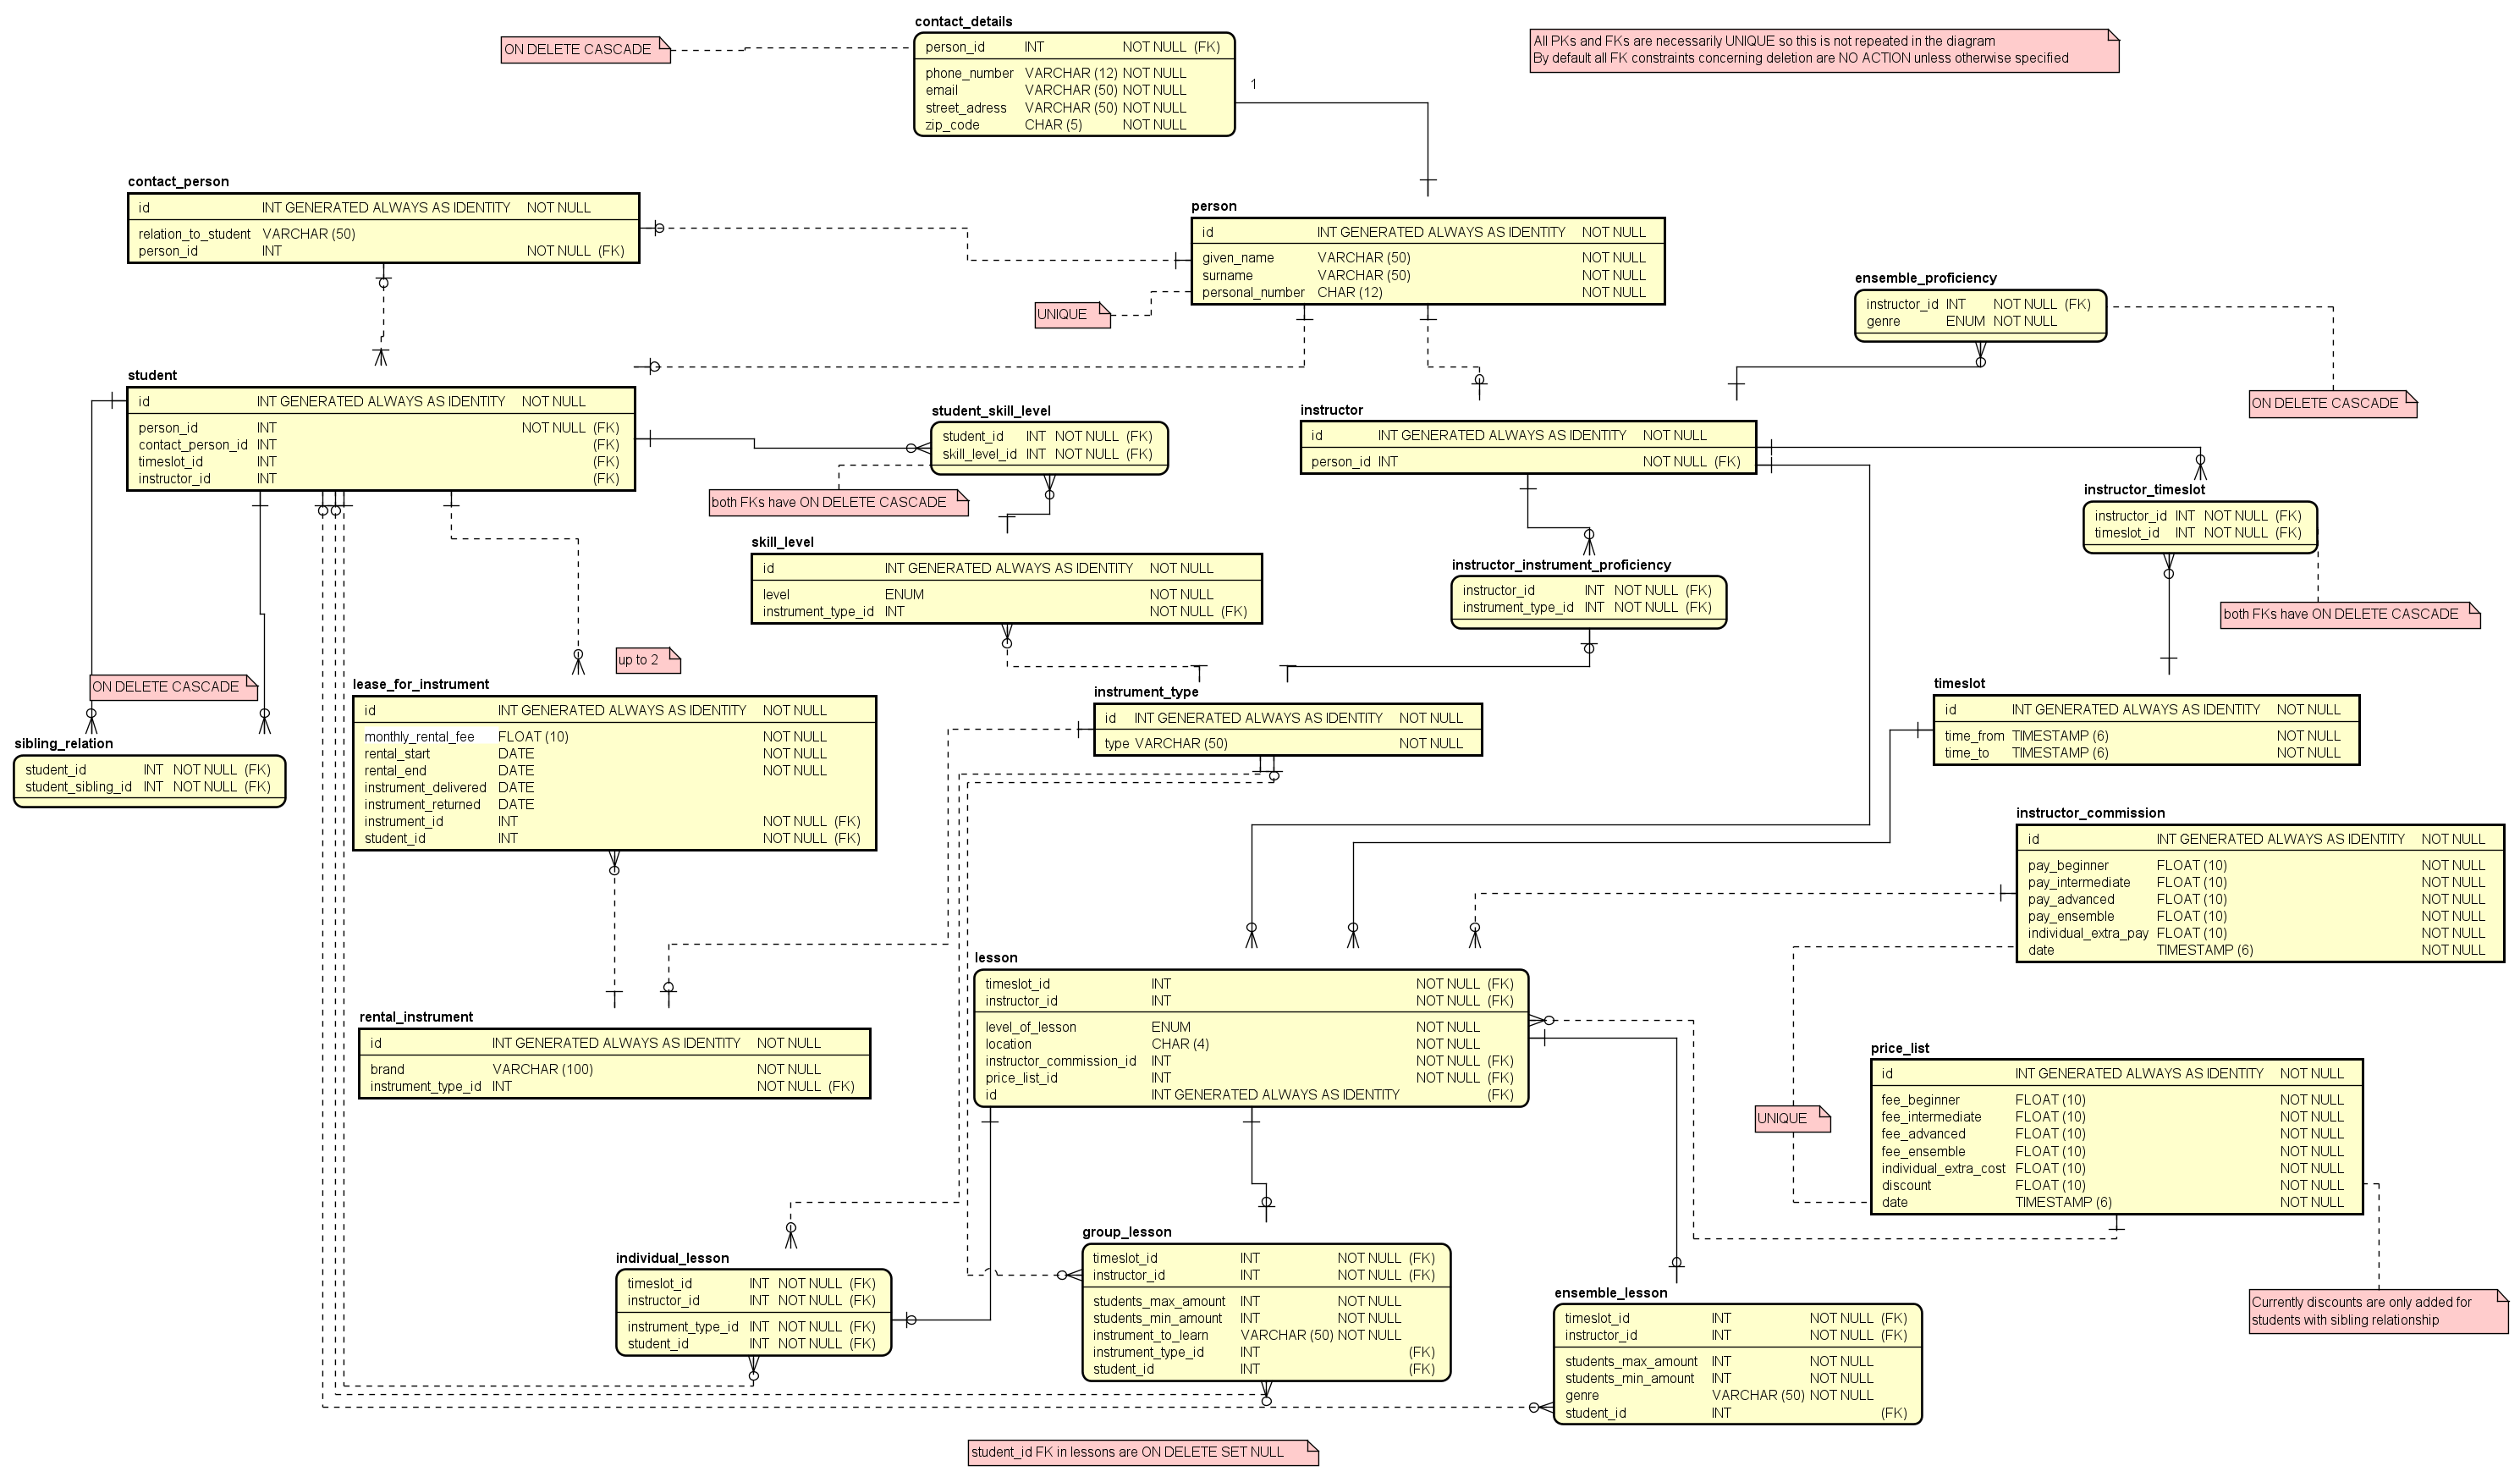 contact_details
person_id INT NOT NULL (FK)
phone_number VARCHAR (12) NOT NULL
email VARCHAR (50) NOT NULL
street_adress VARCHAR (50) NOT NULL
zip_code CHAR (5) NOT NULL
ON DELETE CASCADE
All PKs and FKs are necessarily UNIQUE so this is not repeated in the diagram
By default all FK constraints concerning deletion are NO ACTION unless otherwise specified
1
contact_person
id INT GENERATED ALWAYS AS IDENTITY NOT NULL
relation_to_student VARCHAR (50)
person_id INT NOT NULL (FK)
person
id INT GENERATED ALWAYS AS IDENTITY NOT NULL
given_name VARCHAR (50) NOT NULL
surname VARCHAR (50) NOT NULL
personal_number CHAR (12) NOT NULL
UNIQUE
ensemble_proficiency
instructor_id INT NOT NULL (FK)
genre ENUM NOT NULL
ON DELETE CASCADE
student
id INT GENERATED ALWAYS AS IDENTITY NOT NULL
person_id INT NOT NULL (FK)
contact_person_id INT (FK)
timeslot_id INT (FK)
instructor_id INT (FK)
student_skill_level
student_id INT NOT NULL (FK)
skill_level_id INT NOT NULL (FK)
both FKs have ON DELETE CASCADE
instructor
id INT GENERATED ALWAYS AS IDENTITY NOT NULL
person_id INT NOT NULL (FK)
instructor_timeslot
instructor_id INT NOT NULL (FK)
timeslot_id INT NOT NULL (FK)
both FKs have ON DELETE CASCADE
skill_level
id INT GENERATED ALWAYS AS IDENTITY NOT NULL
level ENUM NOT NULL
instrument_type_id INT NOT NULL (FK)
instructor_instrument_proficiency
instructor_id INT NOT NULL (FK)
instrument_type_id INT NOT NULL (FK)
up to 2
ON DELETE CASCADE
sibling_relation
student_id INT NOT NULL (FK)
student_sibling_id INT NOT NULL (FK)
lease_for_instrument
id INT GENERATED ALWAYS AS IDENTITY NOT NULL
monthly_rental_fee FLOAT (10) NOT NULL
rental_start DATE NOT NULL
rental_end DATE NOT NULL
instrument_delivered DATE
instrument_returned DATE
instrument_id INT NOT NULL (FK)
student_id INT NOT NULL (FK)
instrument_type
id INT GENERATED ALWAYS AS IDENTITY NOT NULL
type VARCHAR (50) NOT NULL
timeslot
id INT GENERATED ALWAYS AS IDENTITY NOT NULL
time_from TIMESTAMP (6) NOT NULL
time_to TIMESTAMP (6) NOT NULL
instructor_commission
id INT GENERATED ALWAYS AS IDENTITY NOT NULL
pay_beginner FLOAT (10) NOT NULL
pay_intermediate FLOAT (10) NOT NULL
pay_advanced FLOAT (10) NOT NULL
pay_ensemble FLOAT (10) NOT NULL
individual_extra_pay FLOAT (10) NOT NULL
date TIMESTAMP (6) NOT NULL
rental_instrument
id INT GENERATED ALWAYS AS IDENTITY NOT NULL
brand VARCHAR (100) NOT NULL
instrument_type_id INT NOT NULL (FK)
lesson
timeslot_id INT NOT NULL (FK)
instructor_id INT NOT NULL (FK)
level_of_lesson ENUM NOT NULL
location CHAR (4) NOT NULL
instructor_commission_id INT NOT NULL (FK)
price_list_id INT NOT NULL (FK)
id INT GENERATED ALWAYS AS IDENTITY (FK)
UNIQUE
price_list
id INT GENERATED ALWAYS AS IDENTITY NOT NULL
fee_beginner FLOAT (10) NOT NULL
fee_intermediate FLOAT (10) NOT NULL
fee_advanced FLOAT (10) NOT NULL
fee_ensemble FLOAT (10) NOT NULL
individual_extra_cost FLOAT (10) NOT NULL
discount FLOAT (10) NOT NULL
date TIMESTAMP (6) NOT NULL
individual_lesson
timeslot_id INT NOT NULL (FK)
instructor_id INT NOT NULL (FK)
instrument_type_id INT NOT NULL (FK)
student_id INT NOT NULL (FK)
group_lesson
timeslot_id INT NOT NULL (FK)
instructor_id INT NOT NULL (FK)
students_max_amount INT NOT NULL
students_min_amount INT NOT NULL
instrument_to_learn VARCHAR (50) NOT NULL
instrument_type_id INT (FK)
student_id INT (FK)
ensemble_lesson
timeslot_id INT NOT NULL (FK)
instructor_id INT NOT NULL (FK)
students_max_amount INT NOT NULL
students_min_amount INT NOT NULL
genre VARCHAR (50) NOT NULL
student_id INT (FK)
Currently discounts are only added for
students with sibling relationship
student_id FK in lessons are ON DELETE SET NULL